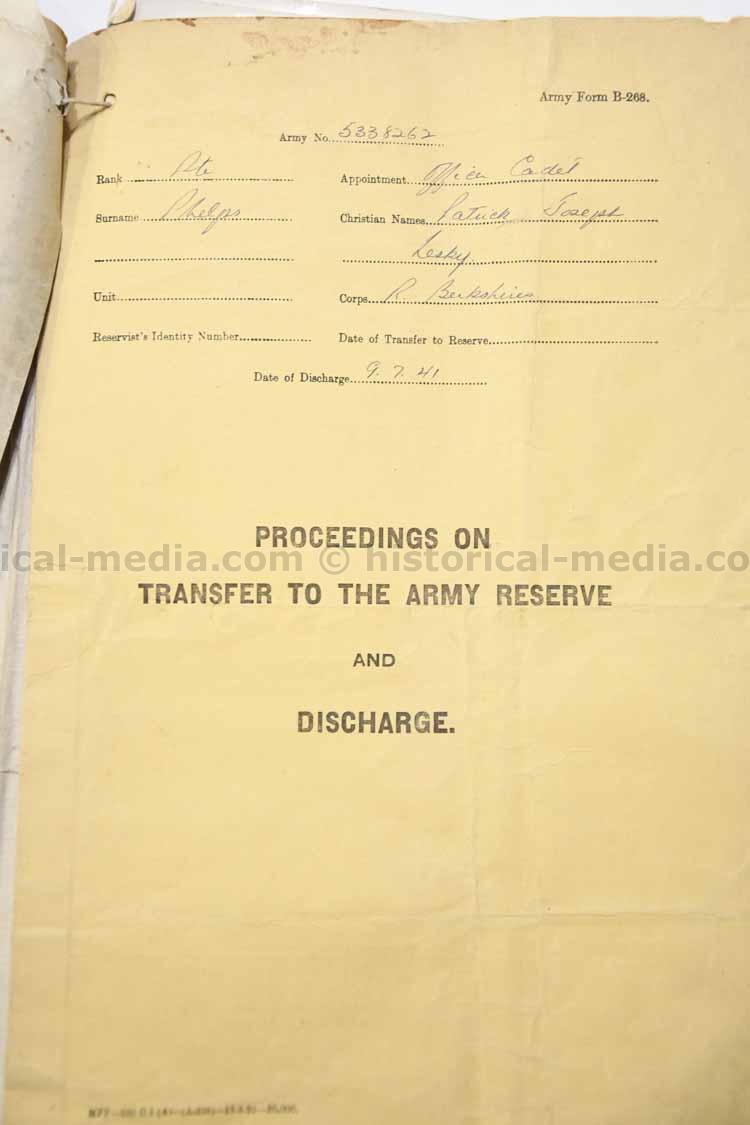 Army Form B-268.
Army No. 5338262
Rank Pte Appointment Officer Cadet
Surname Phelps Christian Names Patrick Joseph
Lesley
Unit Corps R. Berkshires
Reservist's Identity Number Date of Transfer to Reserve
Date of Discharge 9.7.41
PROCEEDINGS ON
ical-media.com © historical-media.co
TRANSFER TO THE ARMY RESERVE
AND
DISCHARGE.